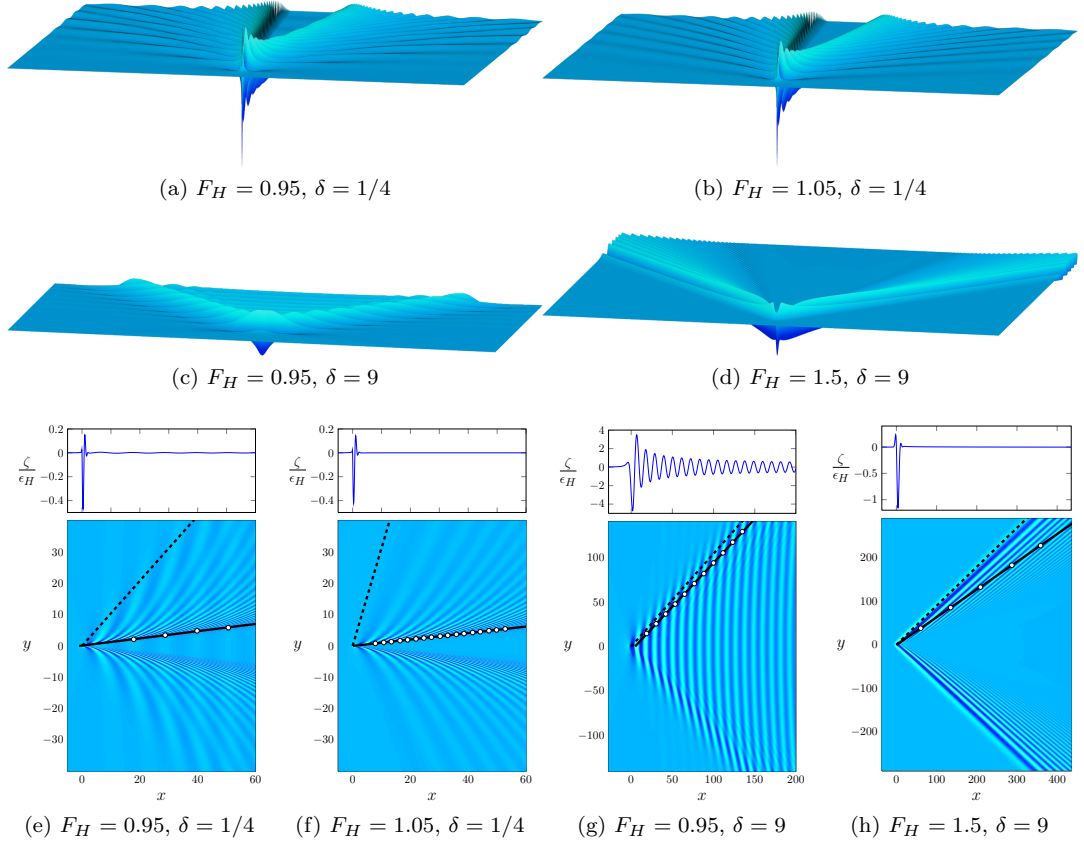 (a) F_H = 0.95, δ = 1/4
(b) F_H = 1.05, δ = 1/4
(c) F_H = 0.95, δ = 9
(d) F_H = 1.5, δ = 9
0.2
0
−0.2
−0.4
ζ/ϵ_H
30
20
10
0
−10
−20
−30
y
0 20 40 60
x
(e) F_H = 0.95, δ = 1/4
0.2
0
−0.2
−0.4
ζ/ϵ_H
30
20
10
0
−10
−20
−30
y
0 20 40 60
x
(f) F_H = 1.05, δ = 1/4
4
2
0
−2
−4
ζ/ϵ_H
100
50
0
−50
−100
y
0 50 100 150 200
x
(g) F_H = 0.95, δ = 9
0
−0.5
−1
ζ/ϵ_H
200
100
0
−100
−200
y
0 100 200 300 400
x
(h) F_H = 1.5, δ = 9